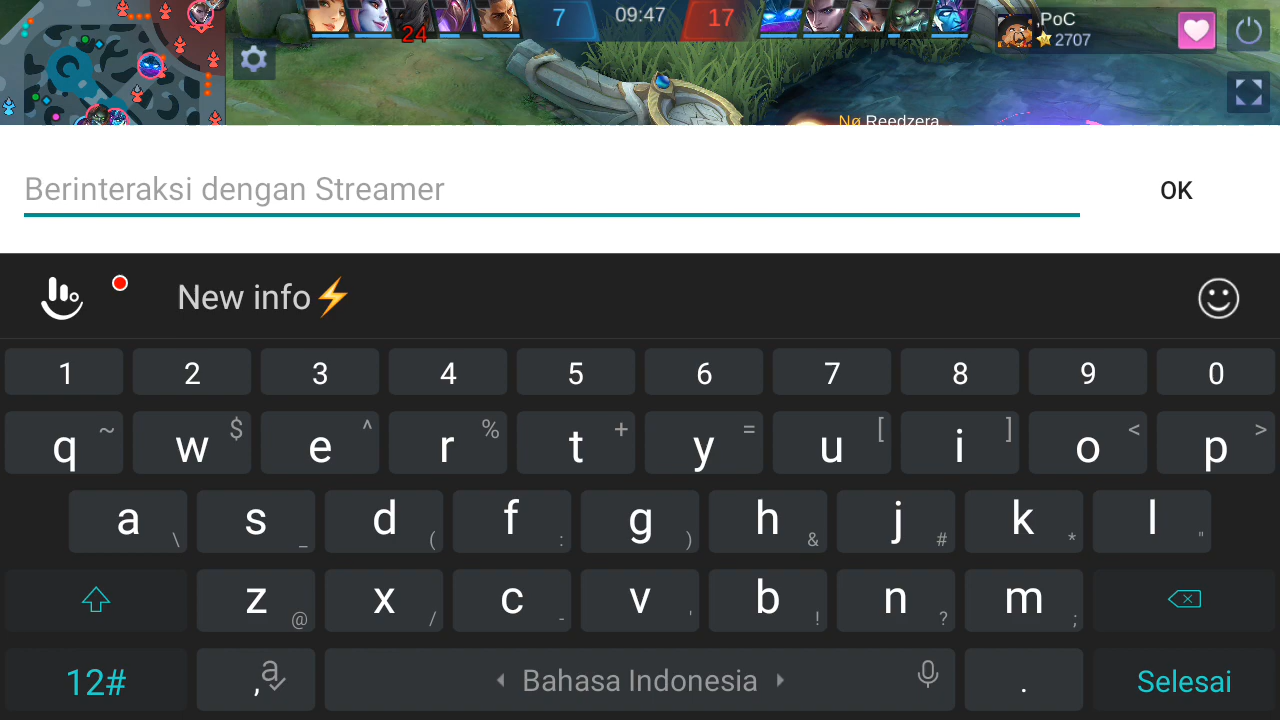 7 09:47 17
24
.PoC
2707
Nø Reedzera
Berinteraksi dengan Streamer
OK
New info⚡
1 2 3 4 5 6 7 8 9 0
q ~ w $ e ^ r % t + y = u [ i ] o < p >
a \ s _ d ( f : g ) h & j # k * l "
z @ x / c - v ' b ! n ? m ;
12# , a Bahasa Indonesia . Selesai